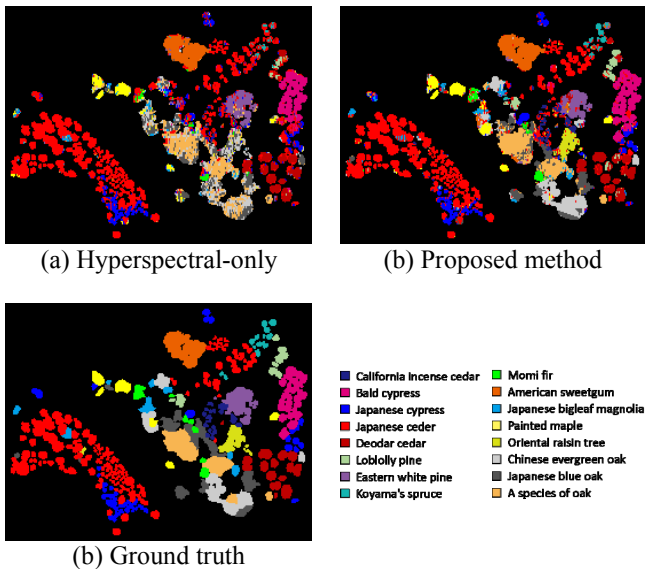 (a) Hyperspectral-only
(b) Proposed method
California incense cedar
Bald cypress
Japanese cypress
Japanese ceder
Deodar cedar
Loblolly pine
Eastern white pine
Koyama's spruce
Momi fir
American sweetgum
Japanese bigleaf magnolia
Painted maple
Oriental raisin tree
Chinese evergreen oak
Japanese blue oak
A species of oak
(b) Ground truth